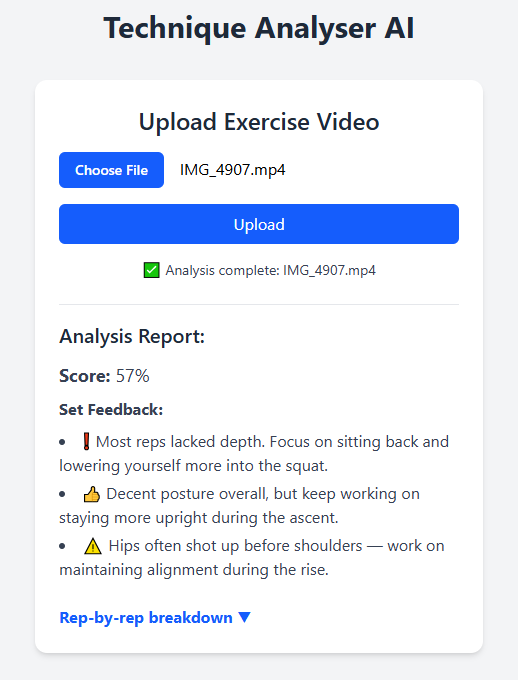 Technique Analyser AI
Upload Exercise Video
Choose File IMG_4907.mp4
Upload
✅ Analysis complete: IMG_4907.mp4
Analysis Report:
Score: 57%
Set Feedback:
• ❗Most reps lacked depth. Focus on sitting back and
lowering yourself more into the squat.
• 👍 Decent posture overall, but keep working on
staying more upright during the ascent.
• ⚠️ Hips often shot up before shoulders — work on
maintaining alignment during the rise.
Rep-by-rep breakdown ▼